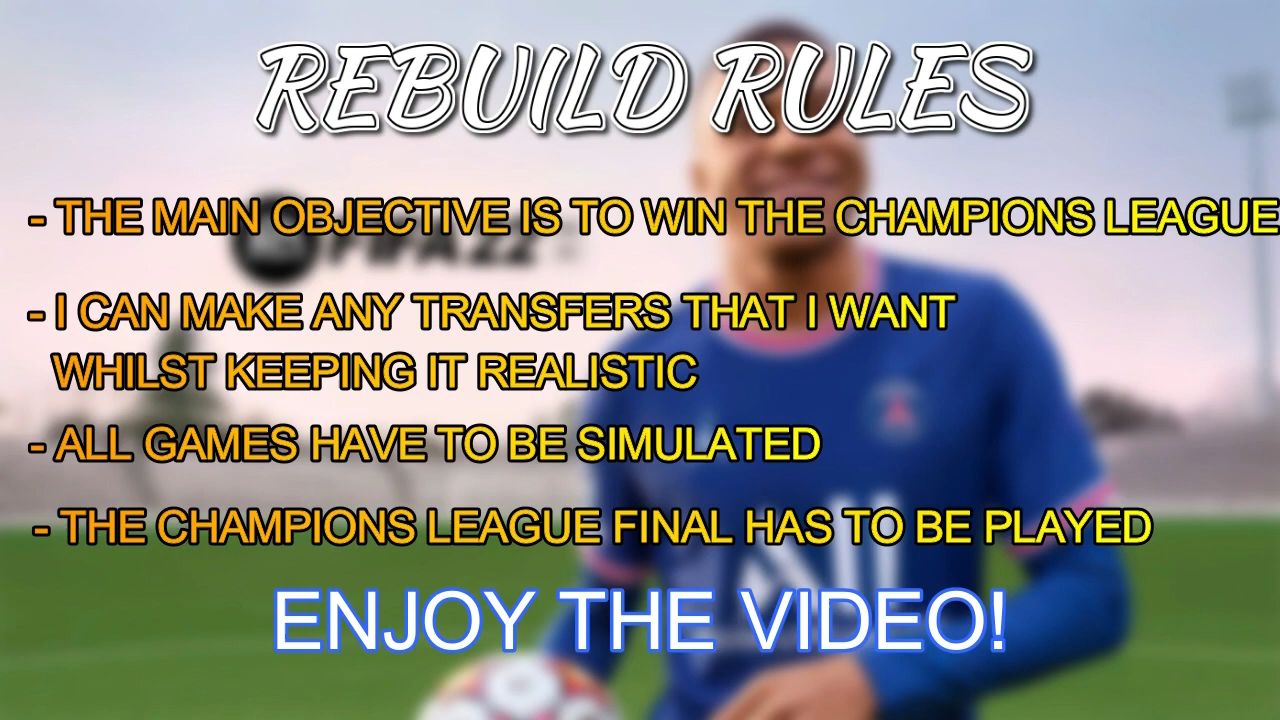 REBUILD RULES
- THE MAIN OBJECTIVE IS TO WIN THE CHAMPIONS LEAGUE
- I CAN MAKE ANY TRANSFERS THAT I WANT
WHILST KEEPING IT REALISTIC
- ALL GAMES HAVE TO BE SIMULATED
- THE CHAMPIONS LEAGUE FINAL HAS TO BE PLAYED
ENJOY THE VIDEO!